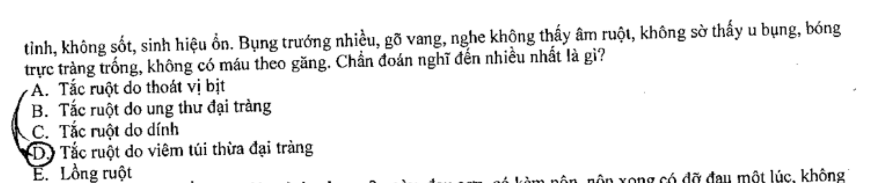 tỉnh, không sốt, sinh hiệu ổn. Bụng trướng nhiều, gõ vang, nghe không thấy âm ruột, không sờ thấy u bụng, bóng
trực tràng trống, không có máu theo găng. Chẩn đoán nghĩ đến nhiều nhất là gì?
A. Tắc ruột do thoát vị bịt
B. Tắc ruột do ung thư đại tràng
C. Tắc ruột do dính
D. Tắc ruột do viêm túi thừa đại tràng
E. Lồng ruột
nôn, nôn xong có đỡ đau một lúc, không